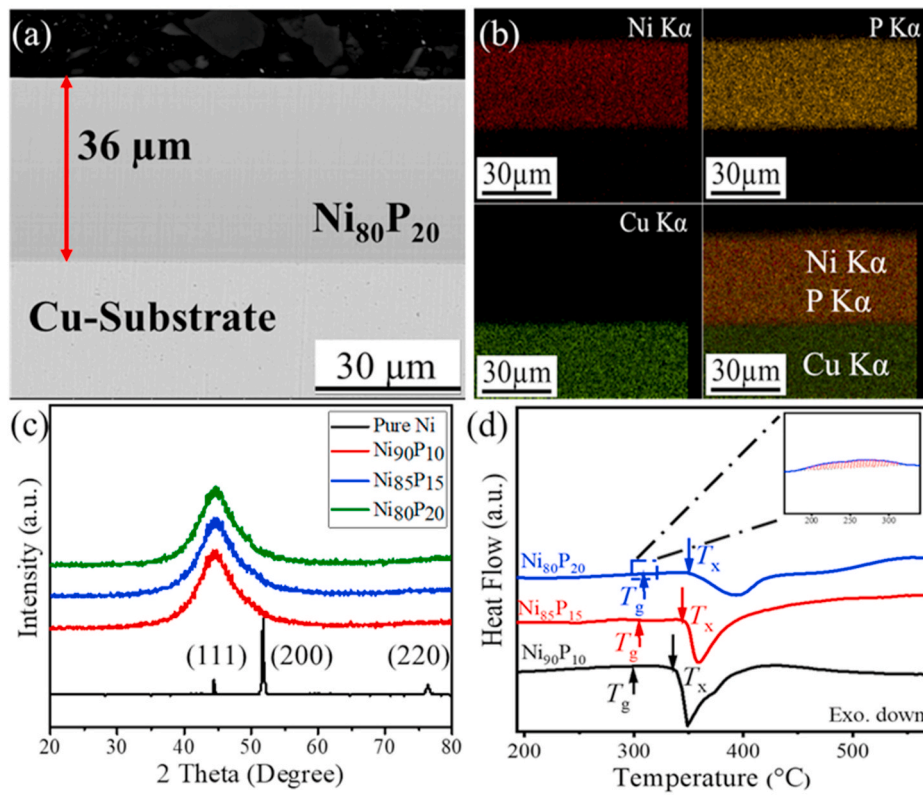 (a)
36 μm
Ni80P20
Cu-Substrate
30 μm
(b)
Ni Kα
P Kα
30μm
30μm
Cu Kα
Ni Kα
P Kα
Cu Kα
30μm
30μm
(c)
Pure Ni
Ni90P10
Ni85P15
Ni80P20
(111)
(200)
(220)
Intensity (a.u.)
20 30 40 50 60 70 80
2 Theta (Degree)
(d)
200 250 300
Ni80P20
Tx
Tg
Ni85P15
Tx
Tg
Ni90P10
Tx
Tg
Exo. down
Heat Flow (a.u.)
200 300 400 500
Temperature (°C)